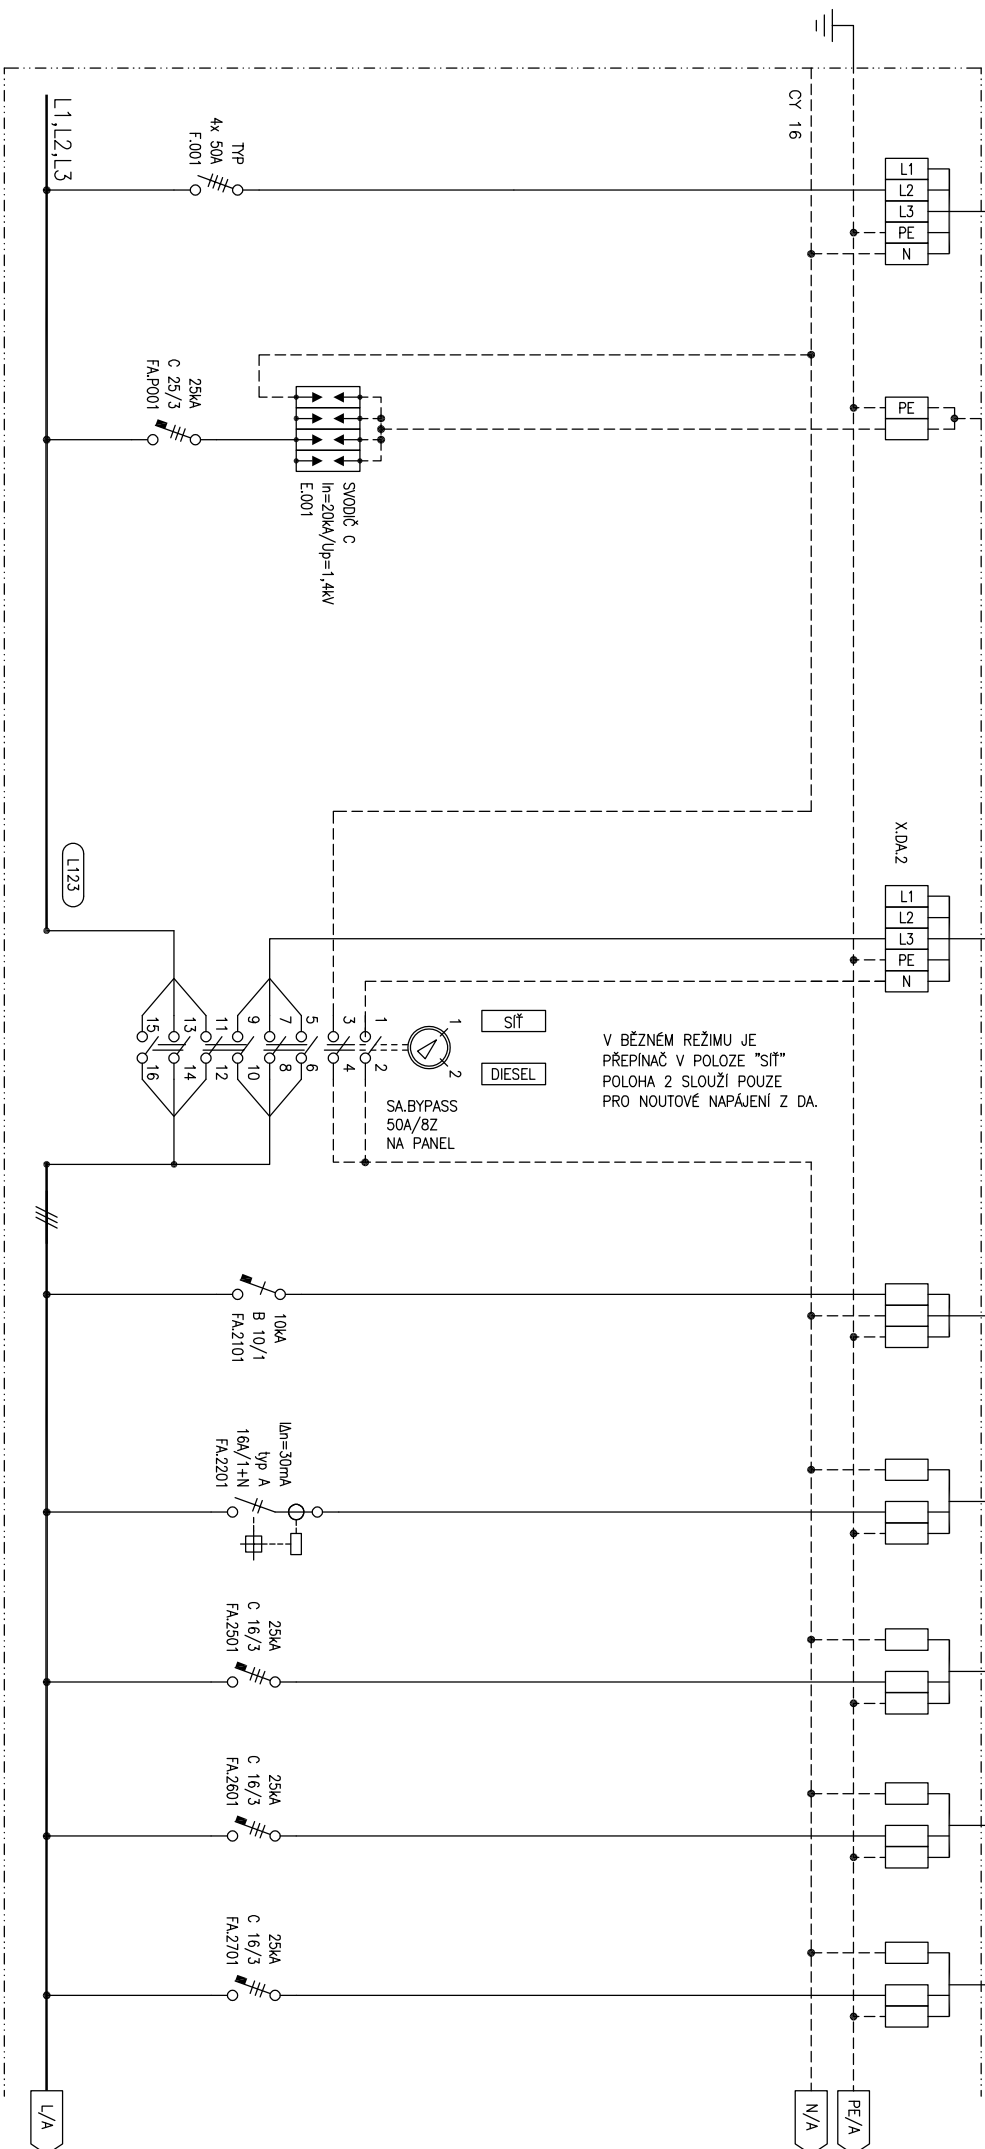 CY 16
L1
L2
L3
PE
N
L1,L2,L3
TYP
4x 50A
F.001
25kA
C 25/3
FA.P001
PE
SVODIČ C
In=20kA/Up=1,4kV
E.001
X.DA.2
L1
L2
L3
PE
N
L123
1
3
5
7
9
11
13
15
2
4
6
8
10
12
14
16
1
2
SÍŤ
DIESEL
SA.BYPASS
50A/8Z
NA PANEL
V BĚZNÉM REŽIMU JE
PŘEPÍNAČ V POLOZE "SÍŤ"
POLOHA 2 SLOUŽÍ POUZE
PRO NOUTOVÉ NAPÁJENÍ Z DA.
10kA
B 10/1
FA.2101
IΔn=30mA
typ A
16A/1+N
FA.2201
25kA
C 16/3
FA.2501
25kA
C 16/3
FA.2601
25kA
C 16/3
FA.2701
L/A
N/A
PE/A